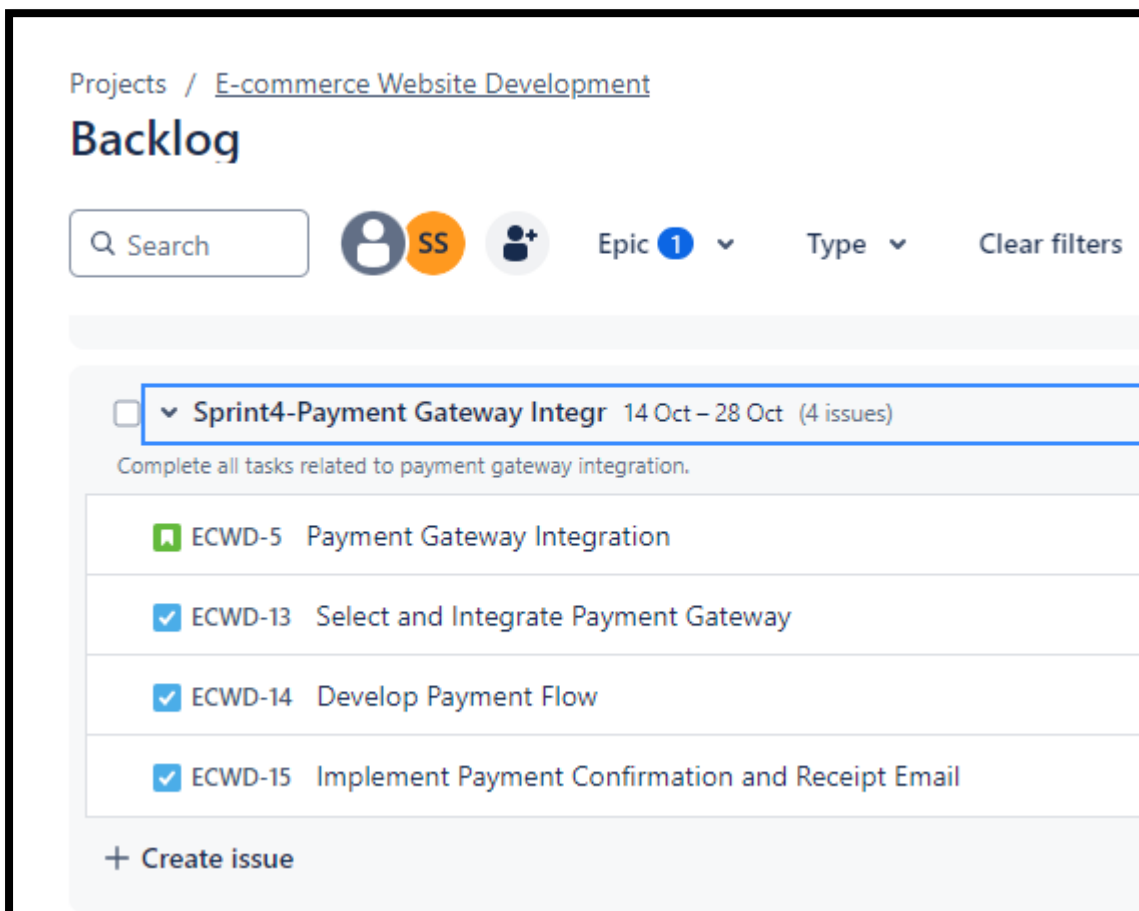 Projects / E-commerce Website Development
Backlog
Search SS Epic 1 Type Clear filters
Sprint4-Payment Gateway Integr 14 Oct – 28 Oct (4 issues)
Complete all tasks related to payment gateway integration.
ECWD-5 Payment Gateway Integration
ECWD-13 Select and Integrate Payment Gateway
ECWD-14 Develop Payment Flow
ECWD-15 Implement Payment Confirmation and Receipt Email
+ Create issue